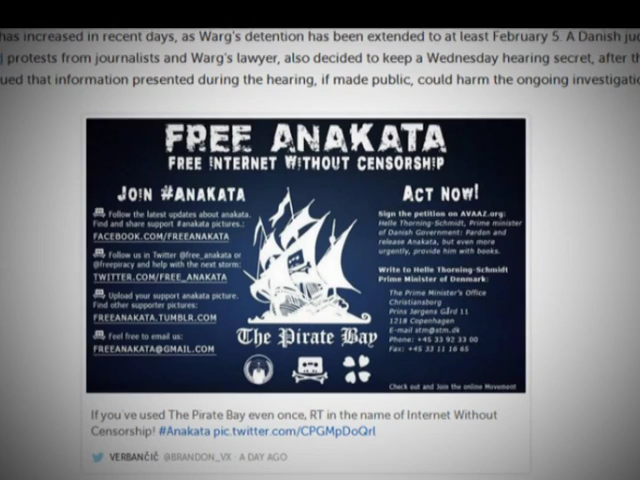 has increased in recent days, as Warg's detention has been extended to at least February 5. A Danish
protests from journalists and Warg's lawyer, also decided to keep a Wednesday hearing secret, after
ued that information presented during the hearing, if made public, could harm the ongoing
FREE ANAKATA
FREE INTERNET WITHOUT CENSORSHIP
JOIN #ANAKATA
Follow the latest updates about anakata.
Find and share support #anakata pictures.:
FACEBOOK.COM/FREEANAKATA
Follow us in Twitter @free_anakata or
@freepiracy and help with the next storm:
TWITTER.COM/FREE_ANAKATA
Upload your support anakata picture.
Find other supporter pictures:
FREEANAKATA.TUMBLR.COM
Feel free to email us:
FREEANAKATA@GMAIL.COM
The Pirate Bay
ACT NOW!
Sign the petition on AVAAZ.org:
Helle Thorning-Schmidt, Prime minister
of Danish Government: Pardon and
release Anakata, but even more
urgently, provide him with books.
Write to Helle Thorning-Schmidt
Prime Minister of Denmark:
The Prime Minister's Office
Christiansborg
Prins Jørgens Gård 11
1218 Copenhagen
E-mail stm@stm.dk
Phone: +45 33 92 33 00
Fax: +45 33 11 16 65
Check out and Join the online Movement
If you've used The Pirate Bay even once, RT in the name of Internet Without
Censorship! #Anakata pic.twitter.com/CPGMpDoQrl
VERBANČIČ @BRANDON_VX · A DAY AGO